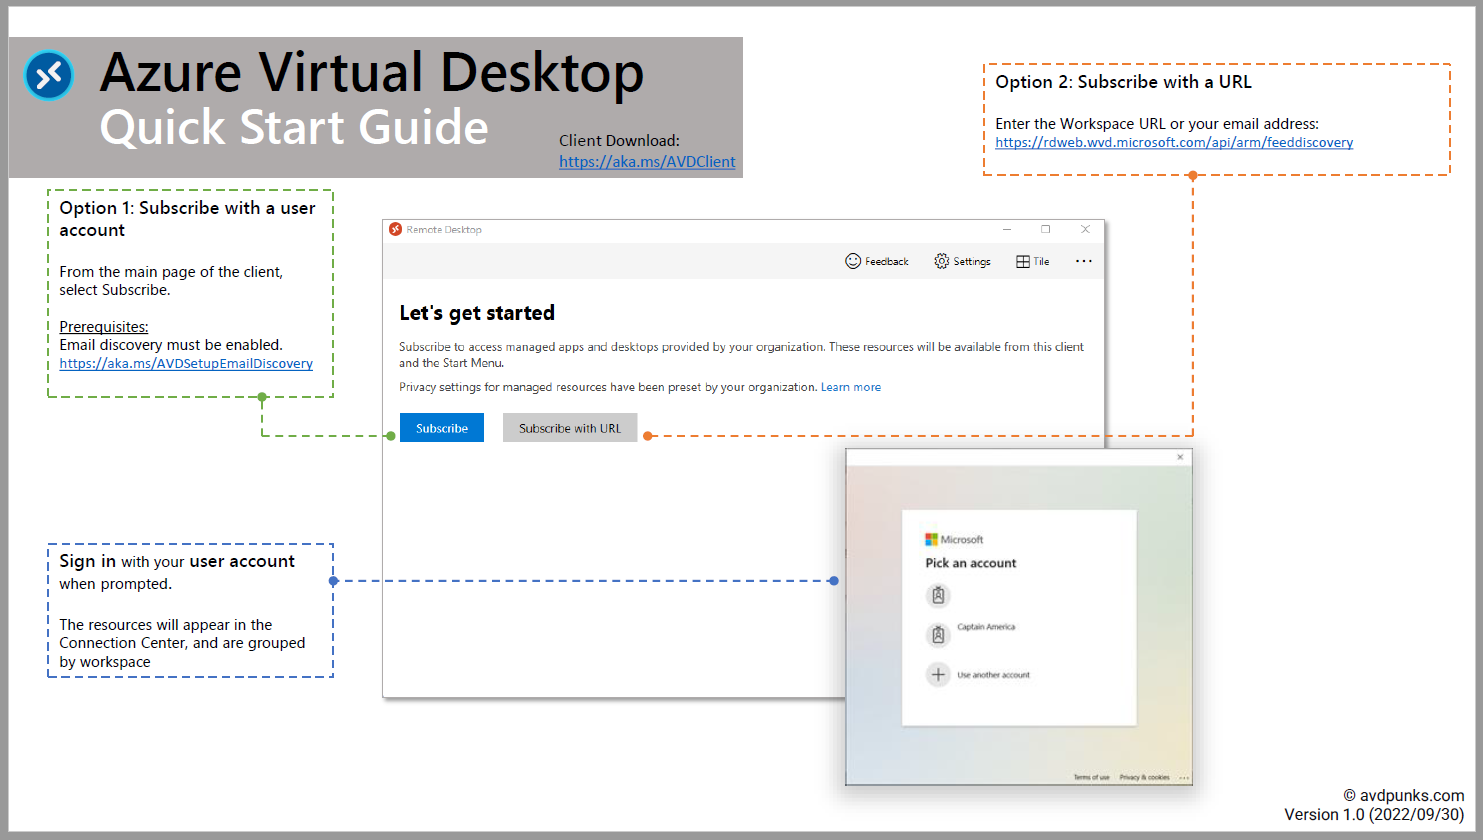 Azure Virtual Desktop
Quick Start Guide
Client Download:
https://aka.ms/AVDClient
Option 2: Subscribe with a URL
Enter the Workspace URL or your email address:
https://rdweb.wvd.microsoft.com/api/arm/feeddiscovery
Option 1: Subscribe with a user
account
From the main page of the client,
select Subscribe.
Prerequisites:
Email discovery must be enabled.
https://aka.ms/AVDSetupEmailDiscovery
Remote Desktop
Feedback
Settings
Tile
Let's get started
Subscribe to access managed apps and desktops provided by your organization. These resources will be available from this client
and the Start Menu.
Privacy settings for managed resources have been preset by your organization. Learn more
Subscribe
Subscribe with URL
Sign in with your user account
when prompted.
The resources will appear in the
Connection Center, and are grouped
by workspace
Microsoft
Pick an account
Captain America
Use another account
Terms of use
Privacy & cookies
© avdpunks.com
Version 1.0 (2022/09/30)